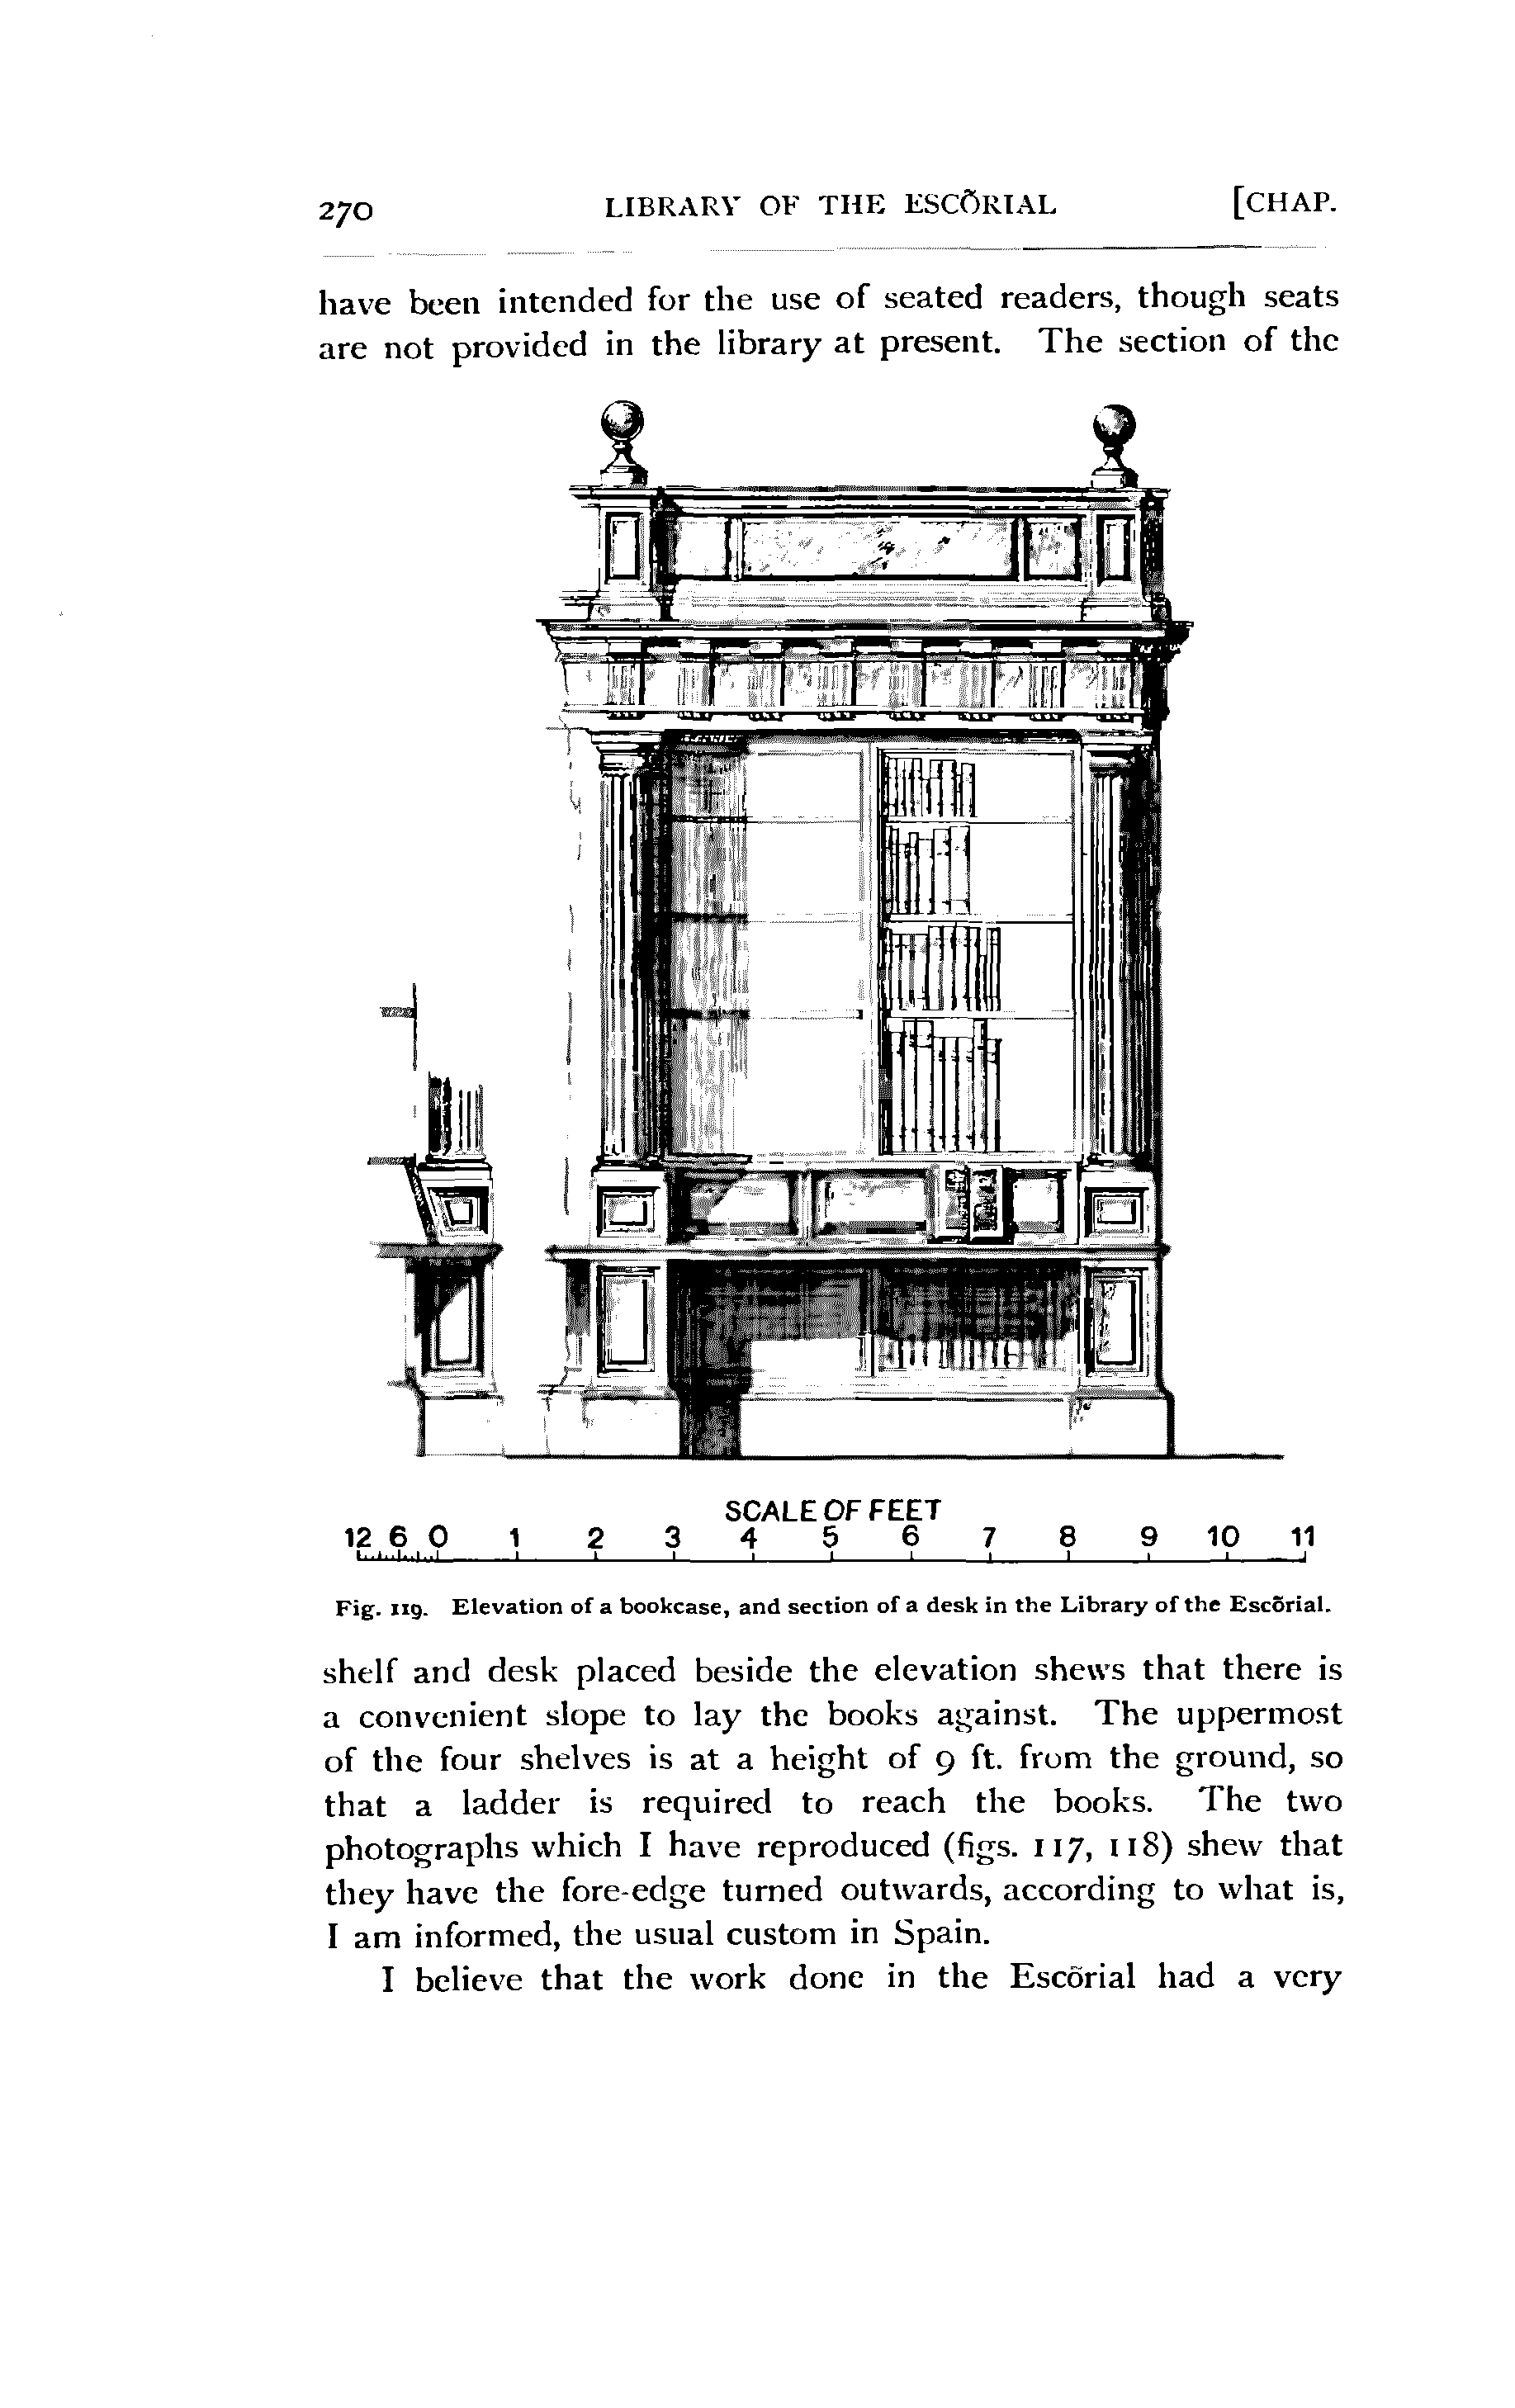 270 LIBRARY OF THE ESCÕRIAL [CHAP.
have been intended for the use of seated readers, though seats
are not provided in the library at present. The section of the
SCALE OF FEET
12 6 0 1 2 3 4 5 6 7 8 9 10 11
Fig. 119. Elevation of a bookcase, and section of a desk in the Library of the Escõrial.
shelf and desk placed beside the elevation shews that there is
a convenient slope to lay the books against. The uppermost
of the four shelves is at a height of 9 ft. from the ground, so
that a ladder is required to reach the books. The two
photographs which I have reproduced (figs. 117, 118) shew that
they have the fore-edge turned outwards, according to what is,
I am informed, the usual custom in Spain.
I believe that the work done in the Escõrial had a very